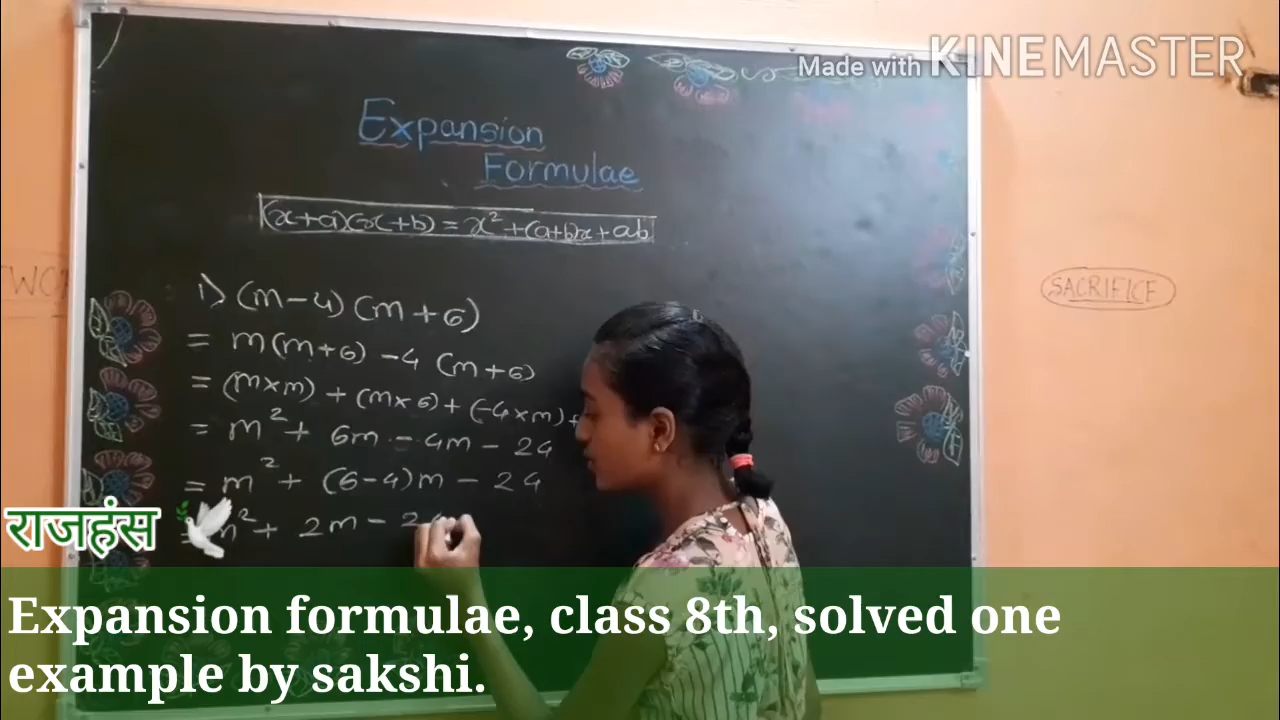 Made with KINEMASTER
Expansion
Formulae
(x+a)(x+b) = x² + (a+b)x + ab
SACRIFICE
1) (m-4) (m+6)
= m(m+6) -4 (m+6)
= (m×m) + (m×6) + (-4×m) +
= m² + 6m - 4m - 24
= m² + (6-4)m - 24
= m² + 2m - 2
राजहंस
Expansion formulae, class 8th, solved one
example by sakshi.